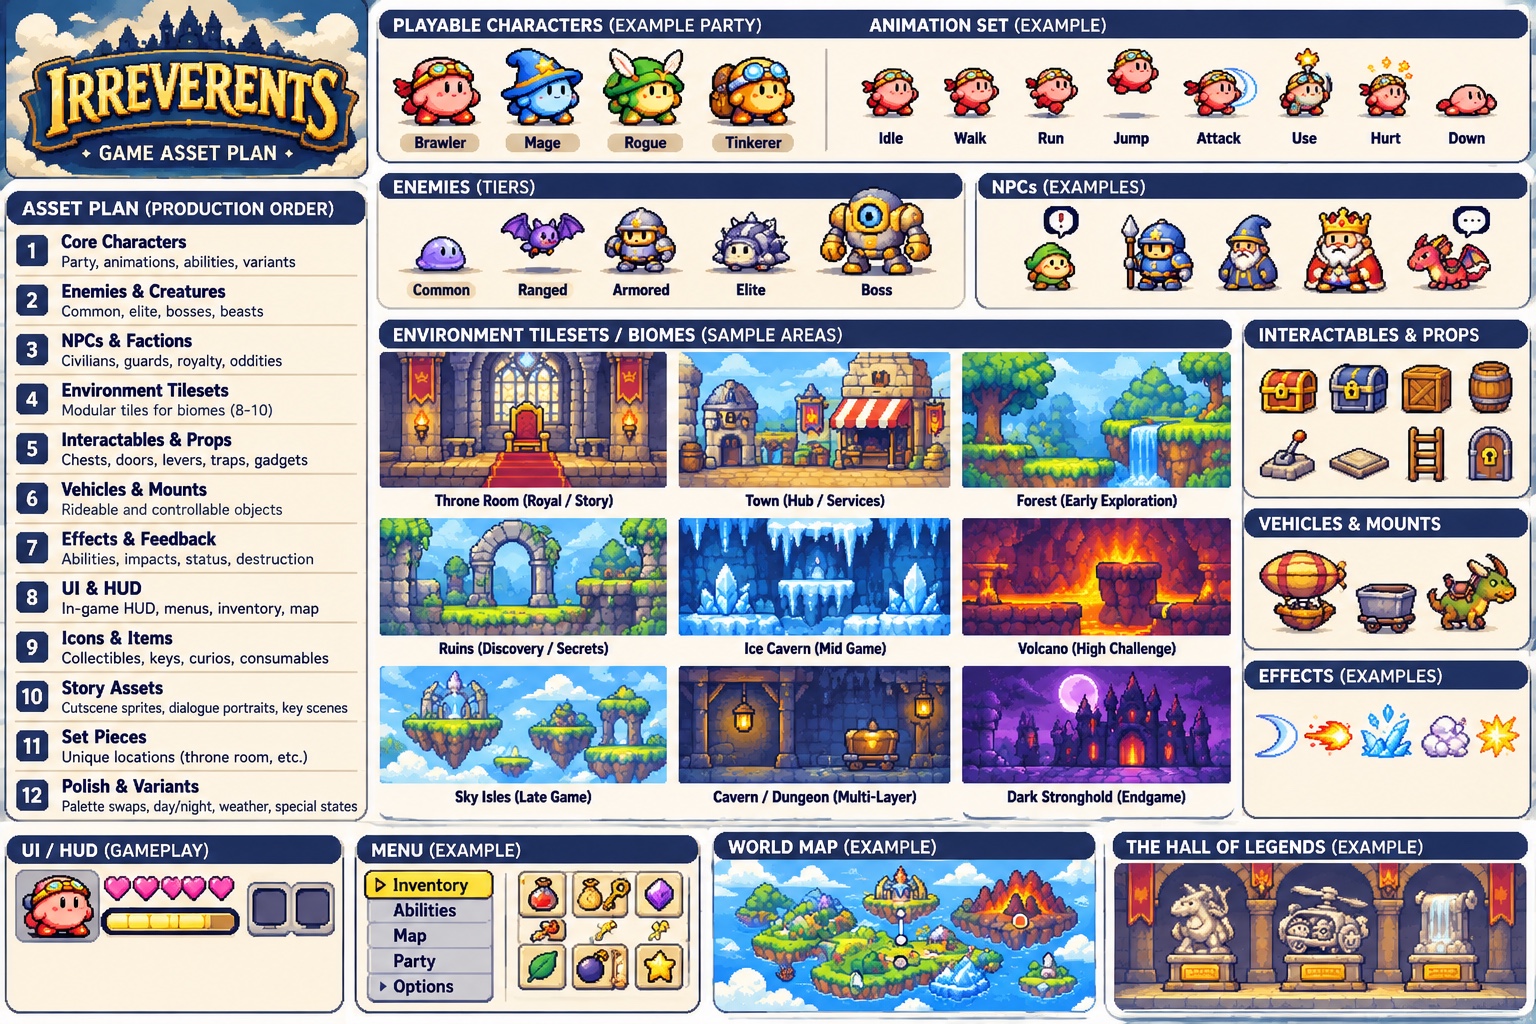 IRREVERENTS
GAME ASSET PLAN
ASSET PLAN (PRODUCTION ORDER)
1
Core Characters
Party, animations, abilities, variants
2
Enemies & Creatures
Common, elite, bosses, beasts
3
NPCs & Factions
Civilians, guards, royalty, oddities
4
Environment Tilesets
Modular tiles for biomes (8-10)
5
Interactables & Props
Chests, doors, levers, traps, gadgets
6
Vehicles & Mounts
Rideable and controllable objects
7
Effects & Feedback
Abilities, impacts, status, destruction
8
UI & HUD
In-game HUD, menus, inventory, map
9
Icons & Items
Collectibles, keys, curios, consumables
10
Story Assets
Cutscene sprites, dialogue portraits, key scenes
11
Set Pieces
Unique locations (throne room, etc.)
12
Polish & Variants
Palette swaps, day/night, weather, special states
PLAYABLE CHARACTERS (EXAMPLE PARTY)
Brawler
Mage
Rogue
Tinkerer
ANIMATION SET (EXAMPLE)
Idle
Walk
Run
Jump
Attack
Use
Hurt
Down
ENEMIES (TIERS)
Common
Ranged
Armored
Elite
Boss
NPCs (EXAMPLES)
!
...
ENVIRONMENT TILESETS / BIOMES (SAMPLE AREAS)
Throne Room (Royal / Story)
Town (Hub / Services)
Forest (Early Exploration)
Ruins (Discovery / Secrets)
Ice Cavern (Mid Game)
Volcano (High Challenge)
Sky Isles (Late Game)
Cavern / Dungeon (Multi-Layer)
Dark Stronghold (Endgame)
INTERACTABLES & PROPS
VEHICLES & MOUNTS
EFFECTS (EXAMPLES)
UI / HUD (GAMEPLAY)
MENU (EXAMPLE)
Inventory
Abilities
Map
Party
Options
WORLD MAP (EXAMPLE)
THE HALL OF LEGENDS (EXAMPLE)